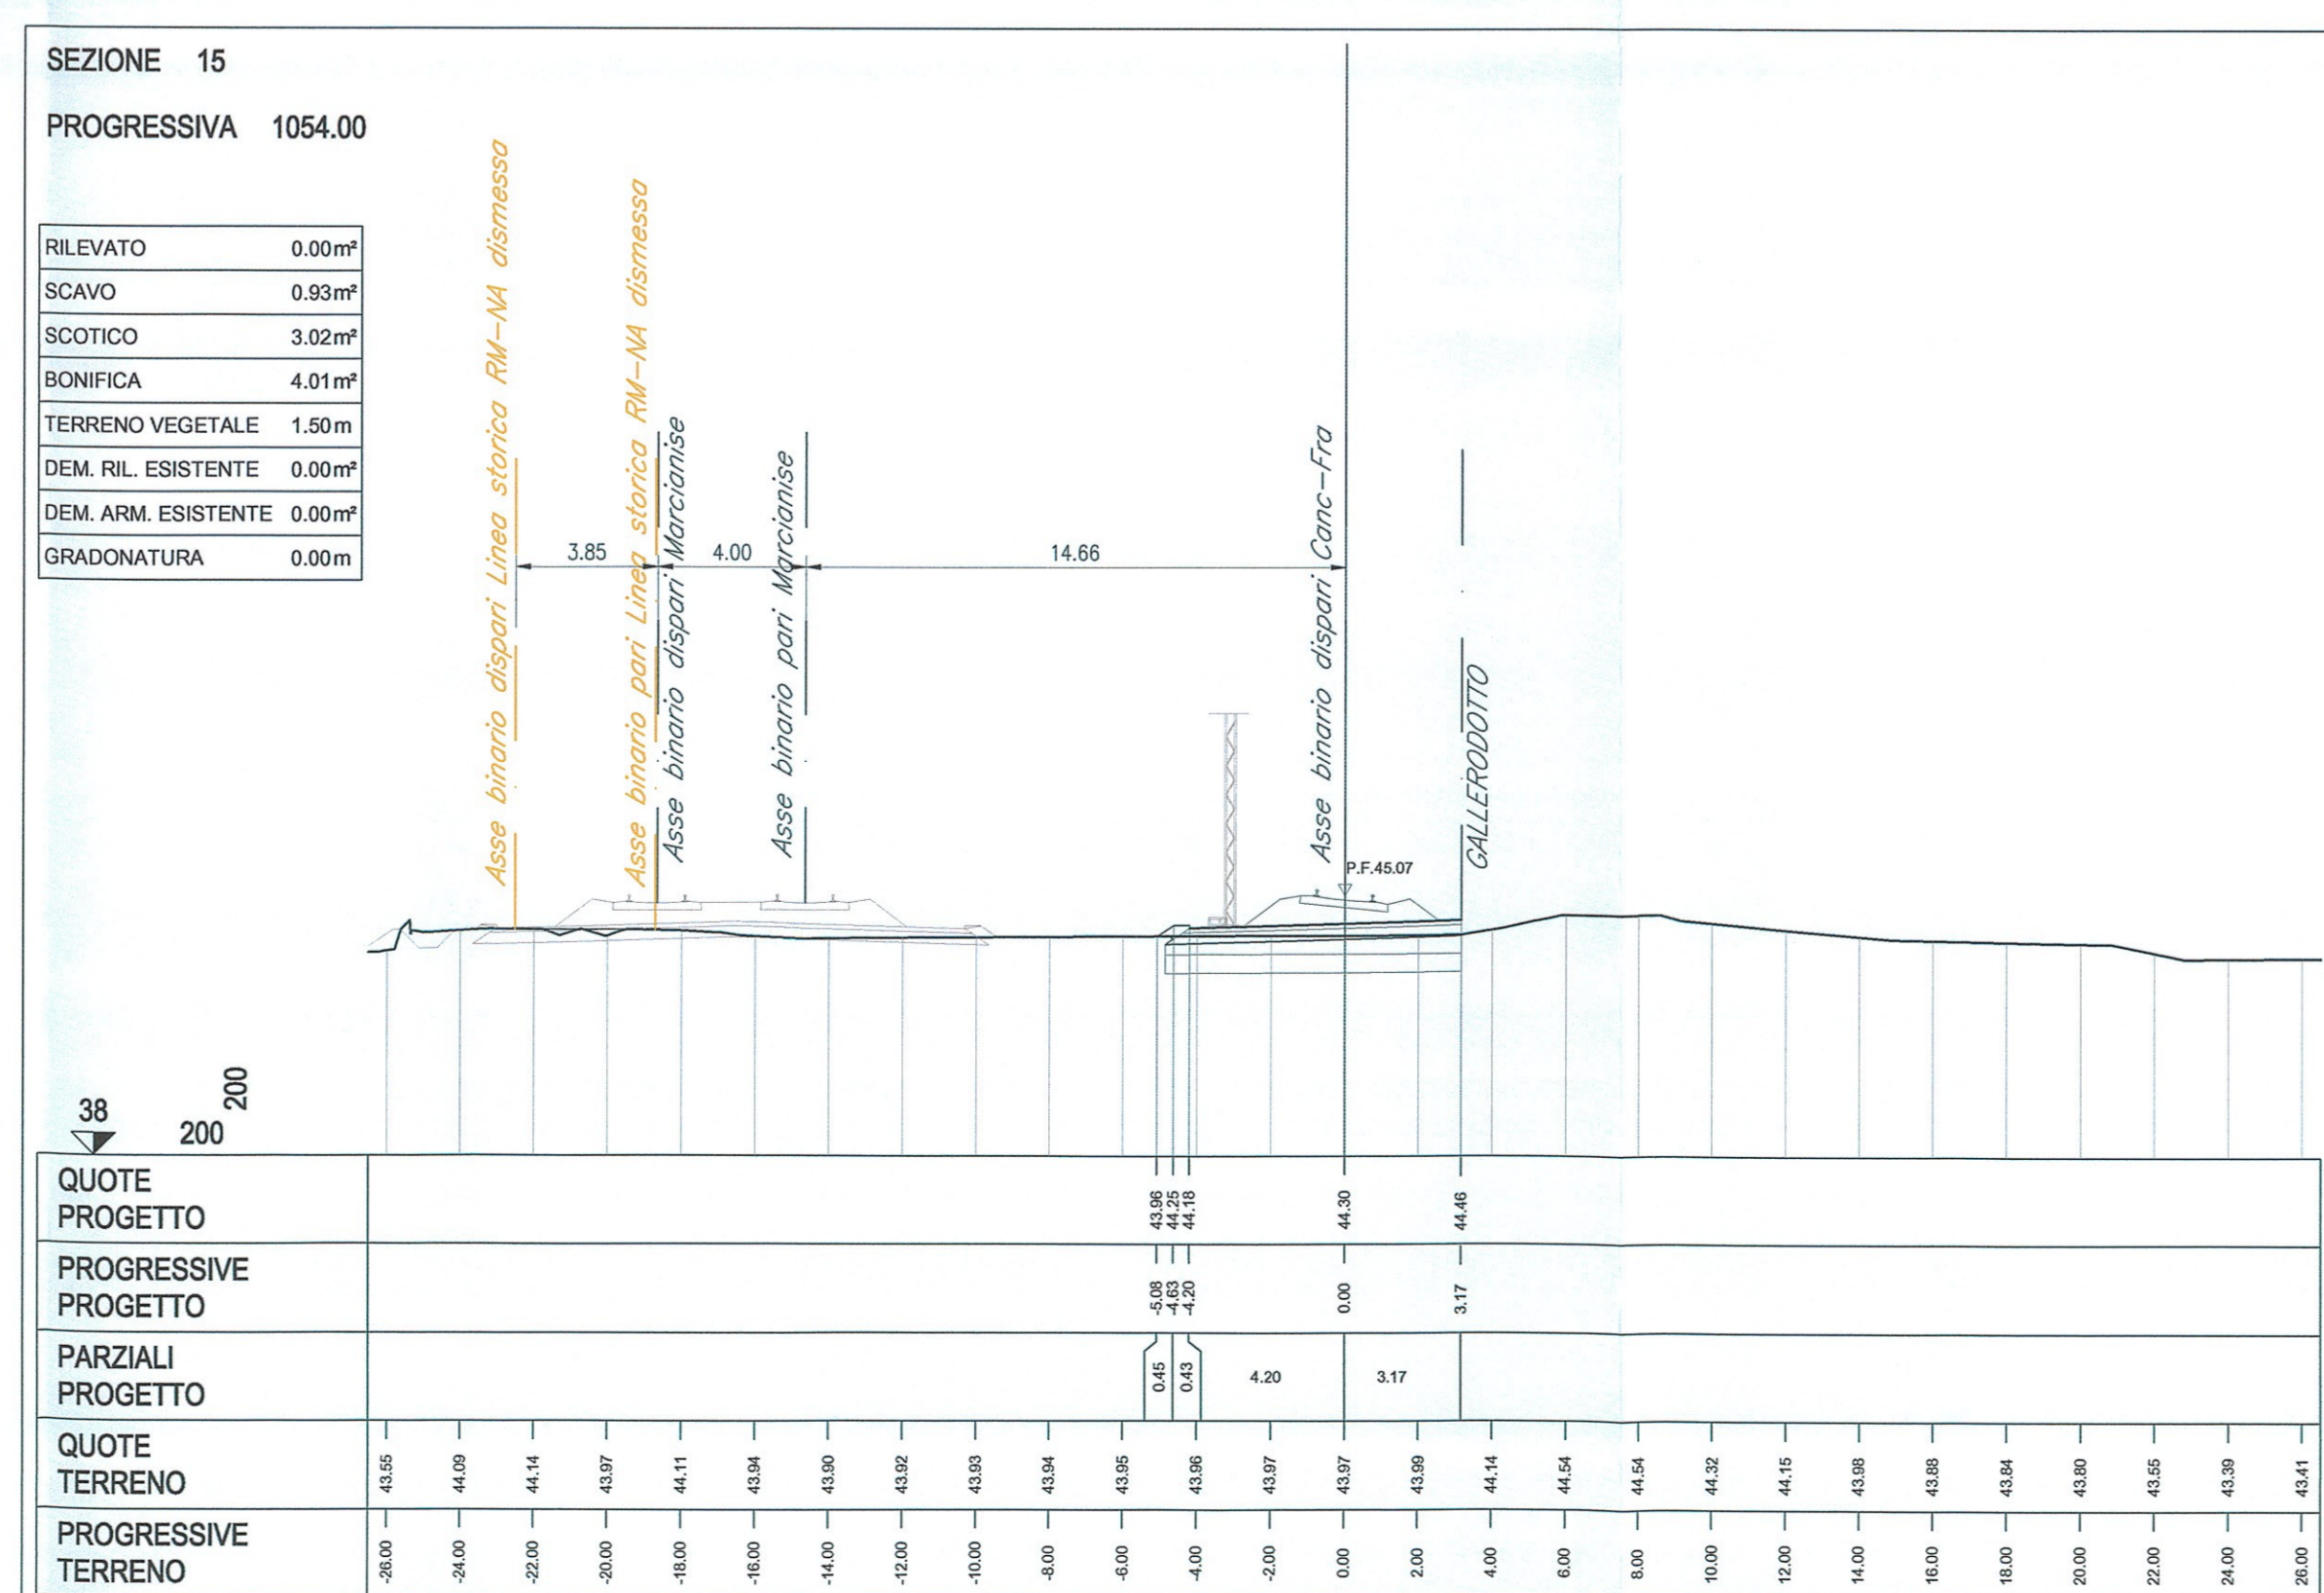 SEZIONE 15
PROGRESSIVA 1054.00
RILEVATO 0.00m²
SCAVO 0.93m²
SCOTICO 3.02m²
BONIFICA 4.01m²
TERRENO VEGETALE 1.50m
DEM. RIL. ESISTENTE 0.00m²
DEM. ARM. ESISTENTE 0.00m²
GRADONATURA 0.00m
Asse binario dispari Linea storica RM-NA dismessa
Asse binario pari Linea storica RM-NA dismessa
Asse binario dispari Marcianise
Asse binario pari Marcianise
Asse binario dispari Canc-Fra
GALLERODOTTO
3.85 4.00 14.66
P.F.45.07
38
200
200
QUOTE
PROGETTO
43.96 44.25 44.18 44.30 44.46
PROGRESSIVE
PROGETTO
-5.08 -4.63 -4.20 0.00 3.17
PARZIALI
PROGETTO
0.45 0.43 4.20 3.17
QUOTE
TERRENO
43.55 44.09 44.14 43.97 44.11 43.94 43.90 43.92 43.93 43.94 43.95 43.96 43.97 43.97 43.99 44.14 44.54 44.54 44.32 44.15 43.98 43.88 43.84 43.80 43.55 43.39 43.41
PROGRESSIVE
TERRENO
-26.00 -24.00 -22.00 -20.00 -18.00 -16.00 -14.00 -12.00 -10.00 -8.00 -6.00 -4.00 -2.00 0.00 2.00 4.00 6.00 8.00 10.00 12.00 14.00 16.00 18.00 20.00 22.00 24.00 26.00